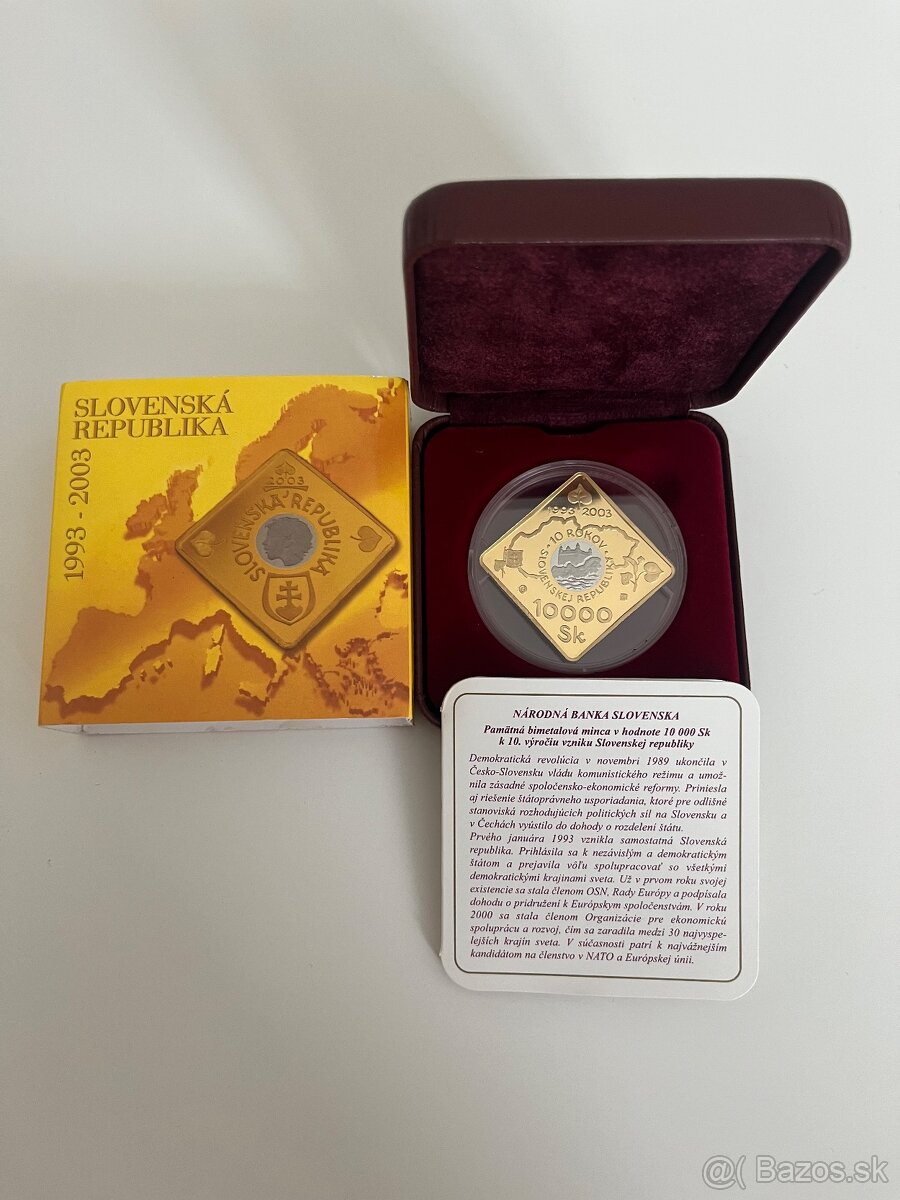 SLOVENSKÁ
REPUBLIKA
1993 - 2003
2003
SLOVENSKÁ REPUBLIKA
1993 2003
· 10 ROKOV ·
SLOVENSKEJ REPUBLIKY
10000
Sk
NÁRODNÁ BANKA SLOVENSKA
Pamätná bimetalová minca v hodnote 10 000 Sk
k 10. výročiu vzniku Slovenskej republiky
Demokratická revolúcia v novembri 1989 ukončila v
Česko-Slovensku vládu komunistického režimu a umož-
nila zásadné spoločensko-ekonomické reformy. Priniesla
aj riešenie štátoprávneho usporiadania, ktoré pre odlišné
stanoviská rozhodujúcich politických síl na Slovensku a
v Čechách vyústilo do dohody o rozdelení štátu.
Prvého januára 1993 vznikla samostatná Slovenská
republika. Prihlásila sa k nezávislým a demokratickým
štátom a prejavila vôľu spolupracovať so všetkými
demokratickými krajinami sveta. Už v prvom roku svojej
existencie sa stala členom OSN, Rady Európy a podpísala
dohodu o pridružení k Európskym spoločenstvám. V roku
2000 sa stala členom Organizácie pre ekonomickú
spoluprácu a rozvoj, čím sa zaradila medzi 30 najvyspe-
lejších krajín sveta. V súčasnosti patrí k najvážnejším
kandidátom na členstvo v NATO a Európskej únii.
@( Bazos.sk